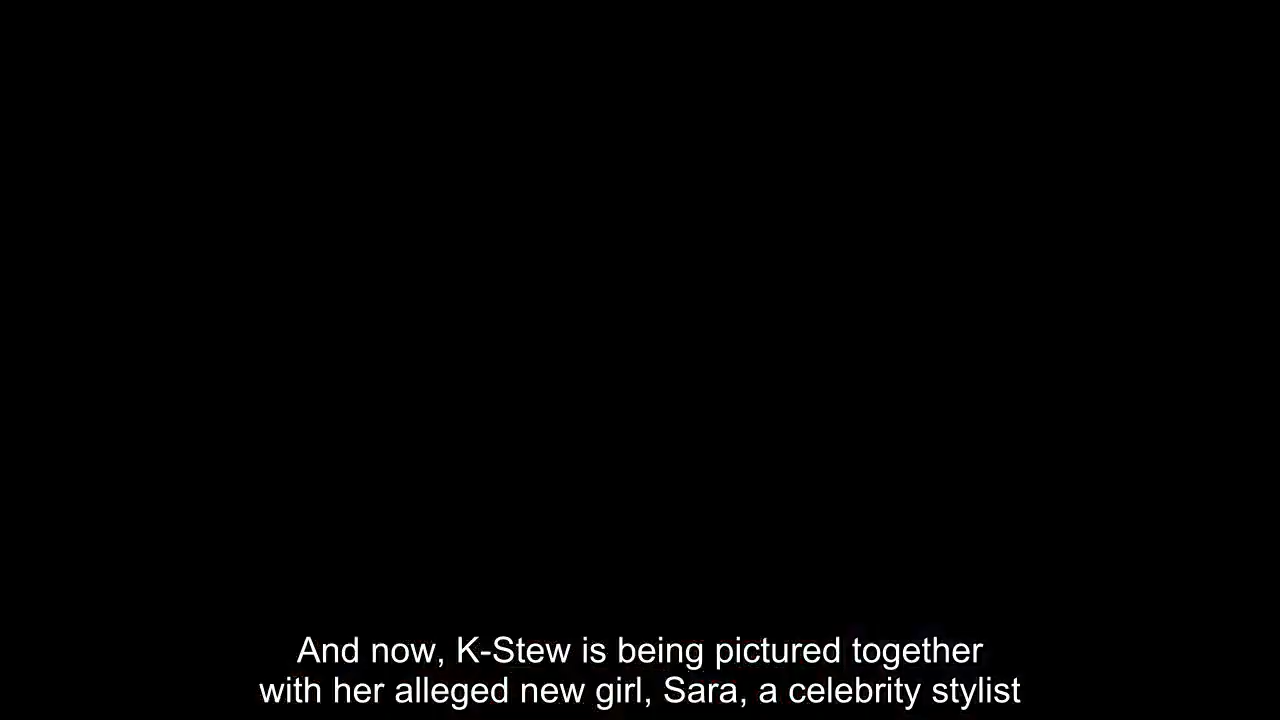 And now, K-Stew is being pictured together
with her alleged new girl, Sara, a celebrity stylist